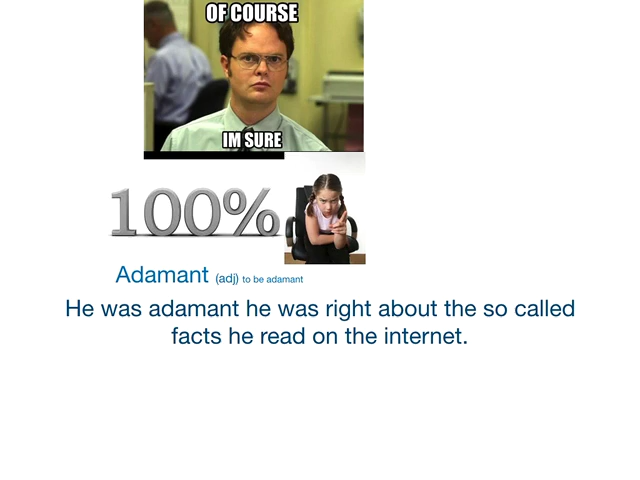 OF COURSE
IM SURE
100%
Adamant (adj) to be adamant
He was adamant he was right about the so called
facts he read on the internet.